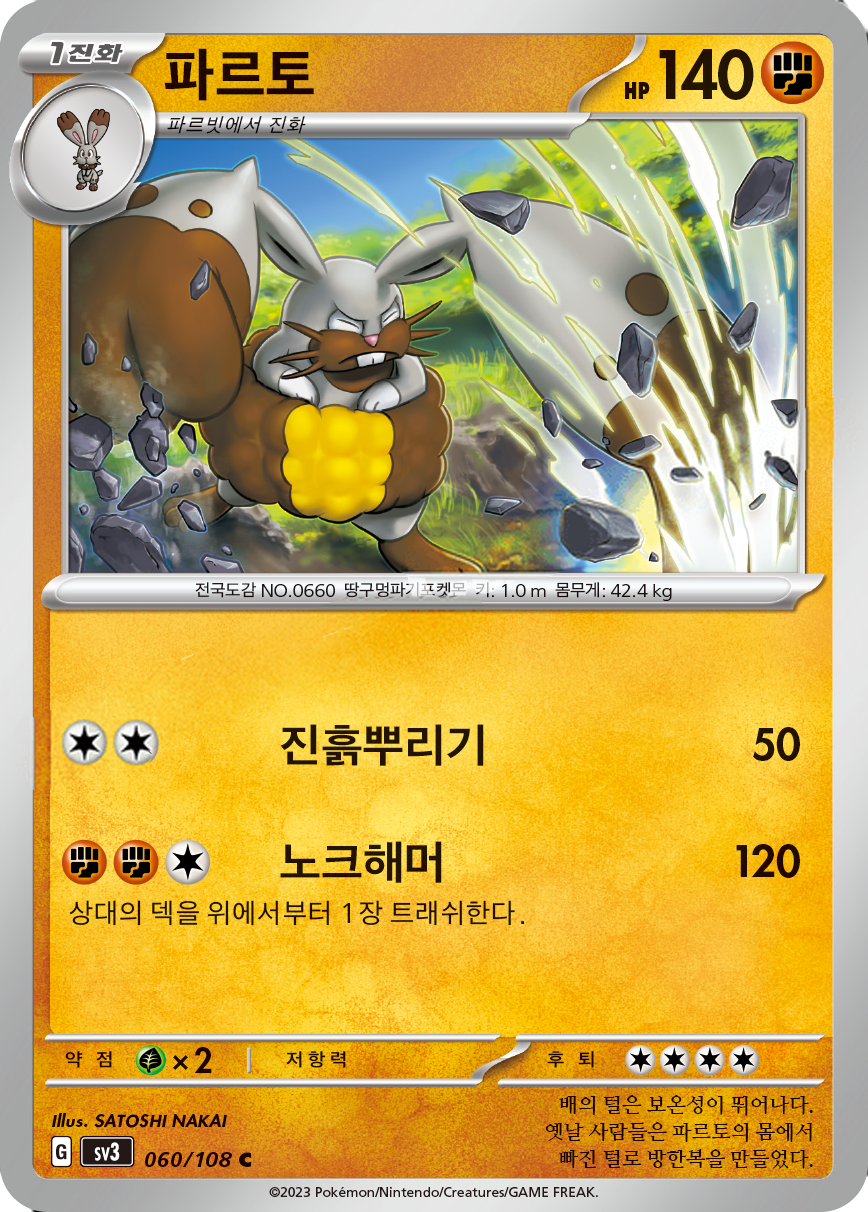 1진화
파르토
HP 140
파르빗에서 진화
전국도감 NO.0660 땅구멍파기포켓몬 키: 1.0 m 몸무게: 42.4 kg
진흙뿌리기 50
노크해머 120
상대의 덱을 위에서부터 1장 트래쉬한다.
약점 ×2 저항력 후퇴
Illus. SATOSHI NAKAI
G sv3 060/108 C
배의 털은 보온성이 뛰어나다.
옛날 사람들은 파르토의 몸에서
빠진 털로 방한복을 만들었다.
©2023 Pokémon/Nintendo/Creatures/GAME FREAK.